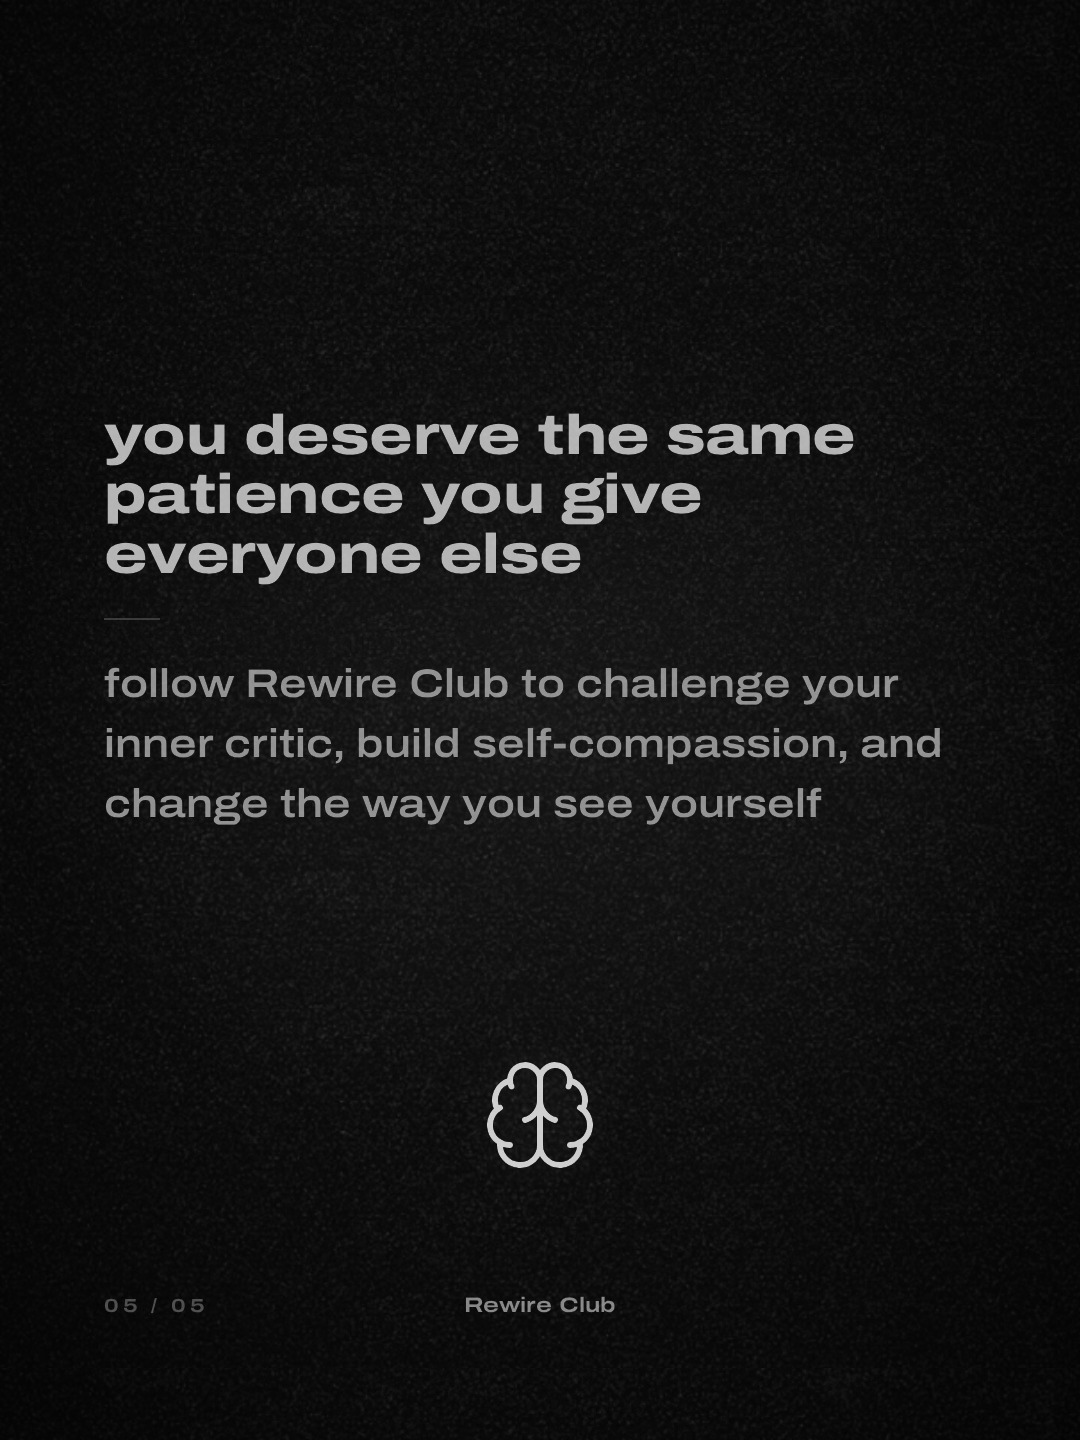 you deserve the same
patience you give
everyone else
follow Rewire Club to challenge your
inner critic, build self-compassion, and
change the way you see yourself
05 / 05
Rewire Club